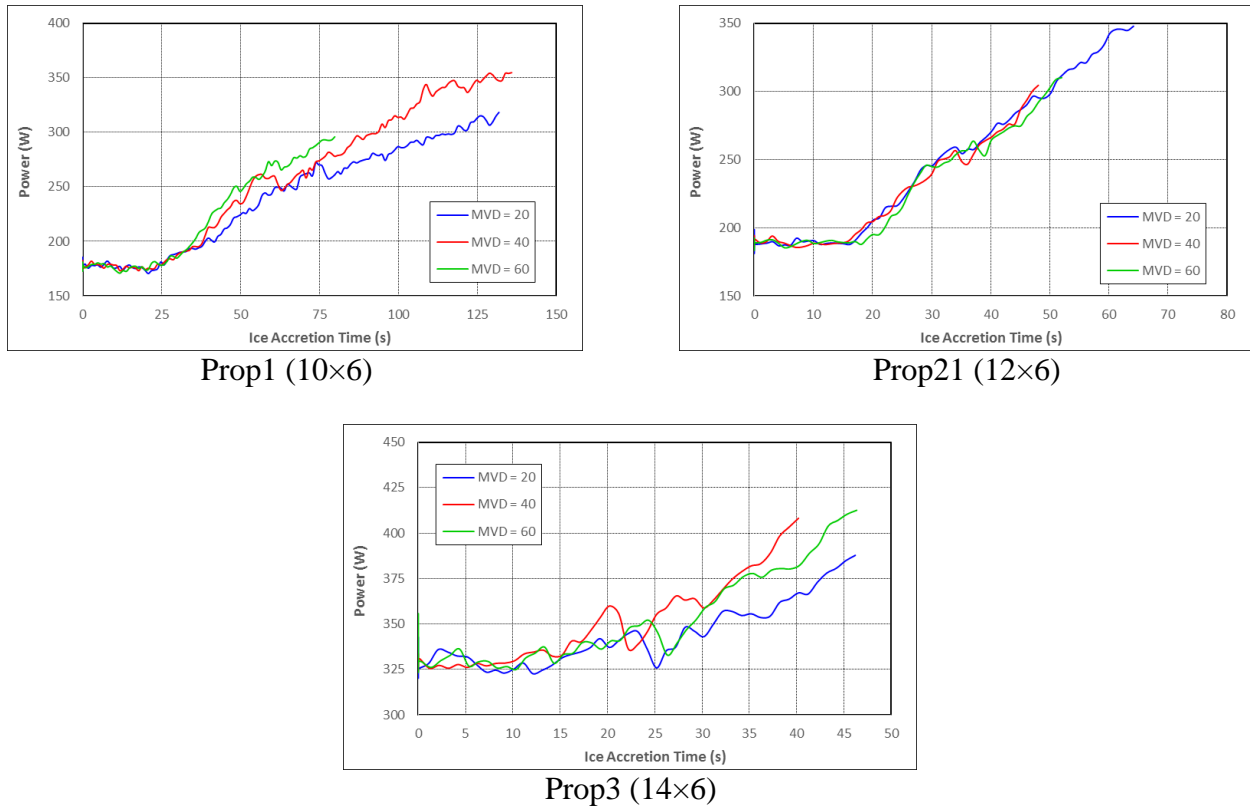 400
350
300
250
200
150
Power (W)
0 25 50 75 100 125 150
Ice Accretion Time (s)
MVD = 20
MVD = 40
MVD = 60
Prop1 (10×6)
350
300
250
200
150
Power (W)
0 10 20 30 40 50 60 70 80
Ice Accretion Time (s)
MVD = 20
MVD = 40
MVD = 60
Prop21 (12×6)
450
425
400
375
350
325
300
Power (W)
0 5 10 15 20 25 30 35 40 45 50
Ice Accretion Time (s)
MVD = 20
MVD = 40
MVD = 60
Prop3 (14×6)